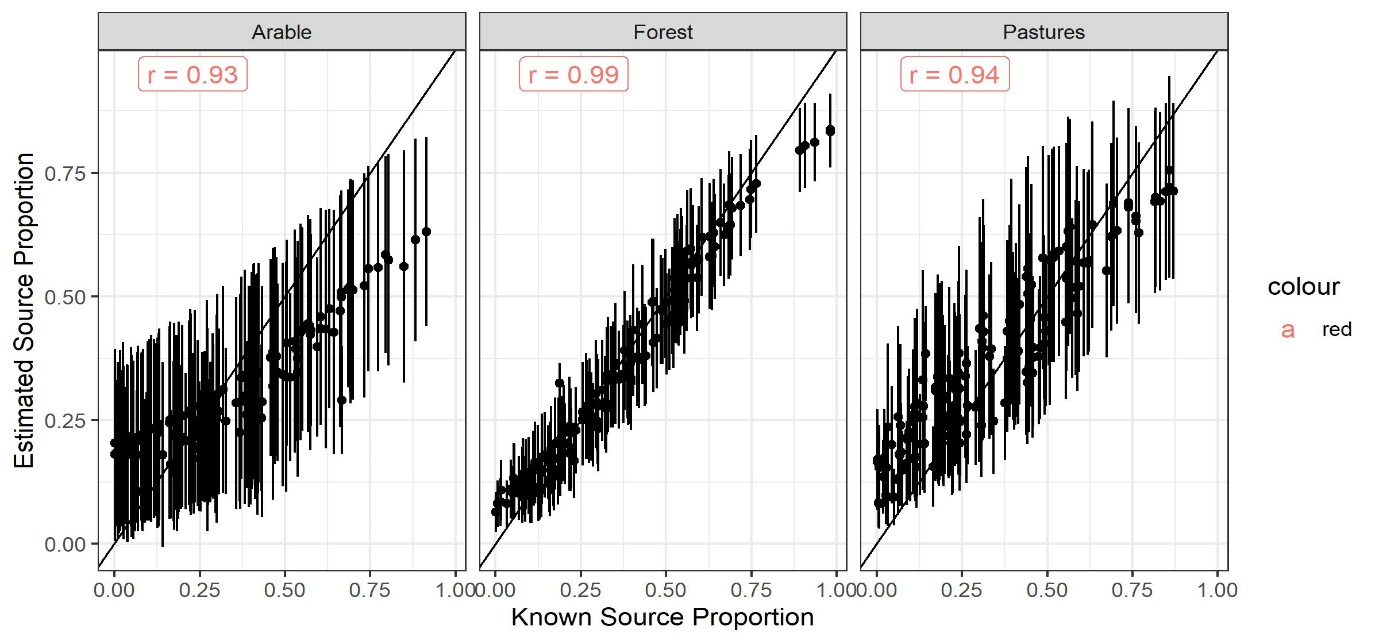 Arable Forest Pastures
r = 0.93 r = 0.99 r = 0.94
Estimated Source Proportion
0.75
0.50
0.25
0.00
0.00 0.25 0.50 0.75 1.00 0.00 0.25 0.50 0.75 1.00 0.00 0.25 0.50 0.75 1.00
Known Source Proportion
colour
a red